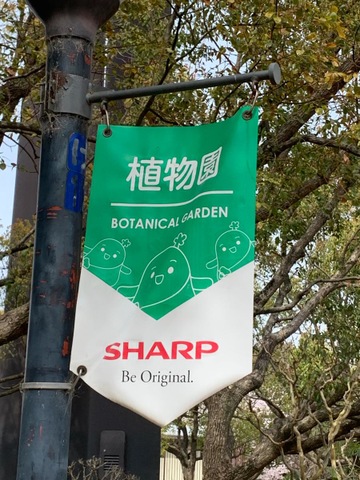 植物園
BOTANICAL GARDEN
SHARP
Be Original.